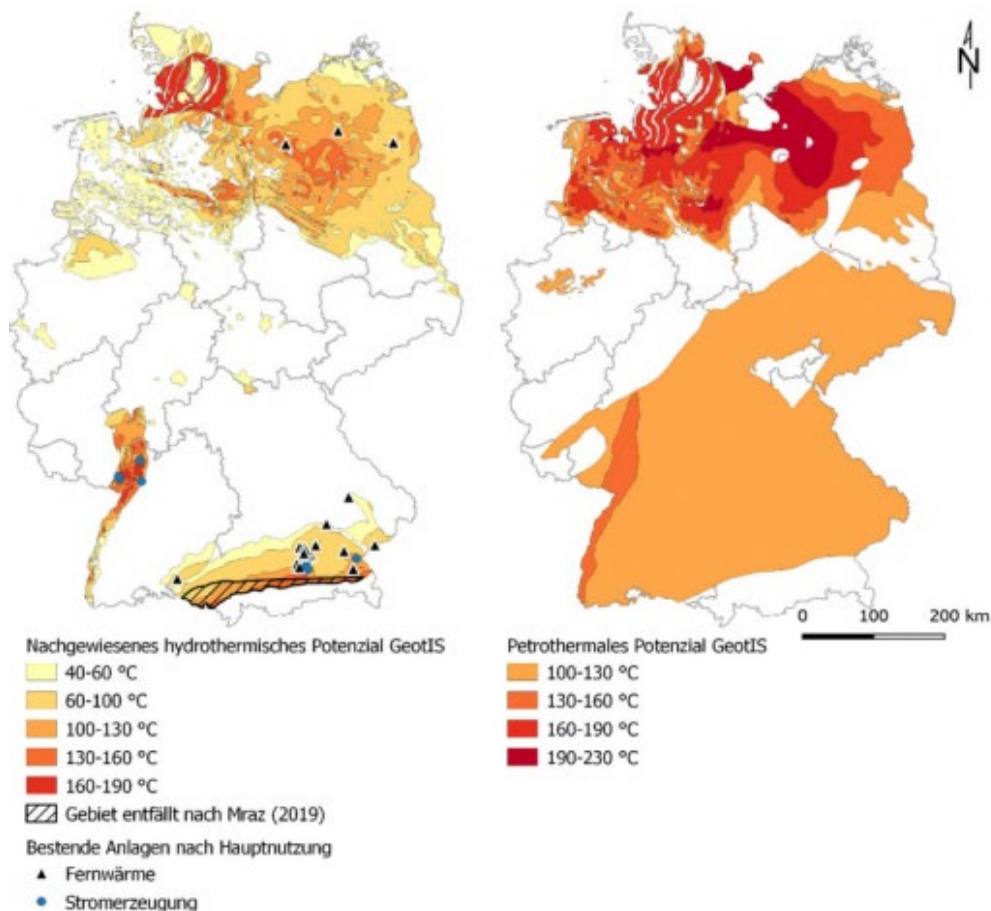 N
0 100 200 km
Nachgewiesenes hydrothermisches Potenzial GeotIS
40-60 °C
60-100 °C
100-130 °C
130-160 °C
160-190 °C
Gebiet entfällt nach Mraz (2019)
Bestende Anlagen nach Hauptnutzung
Fernwärme
Stromerzeugung
Petrothermales Potenzial GeotIS
100-130 °C
130-160 °C
160-190 °C
190-230 °C